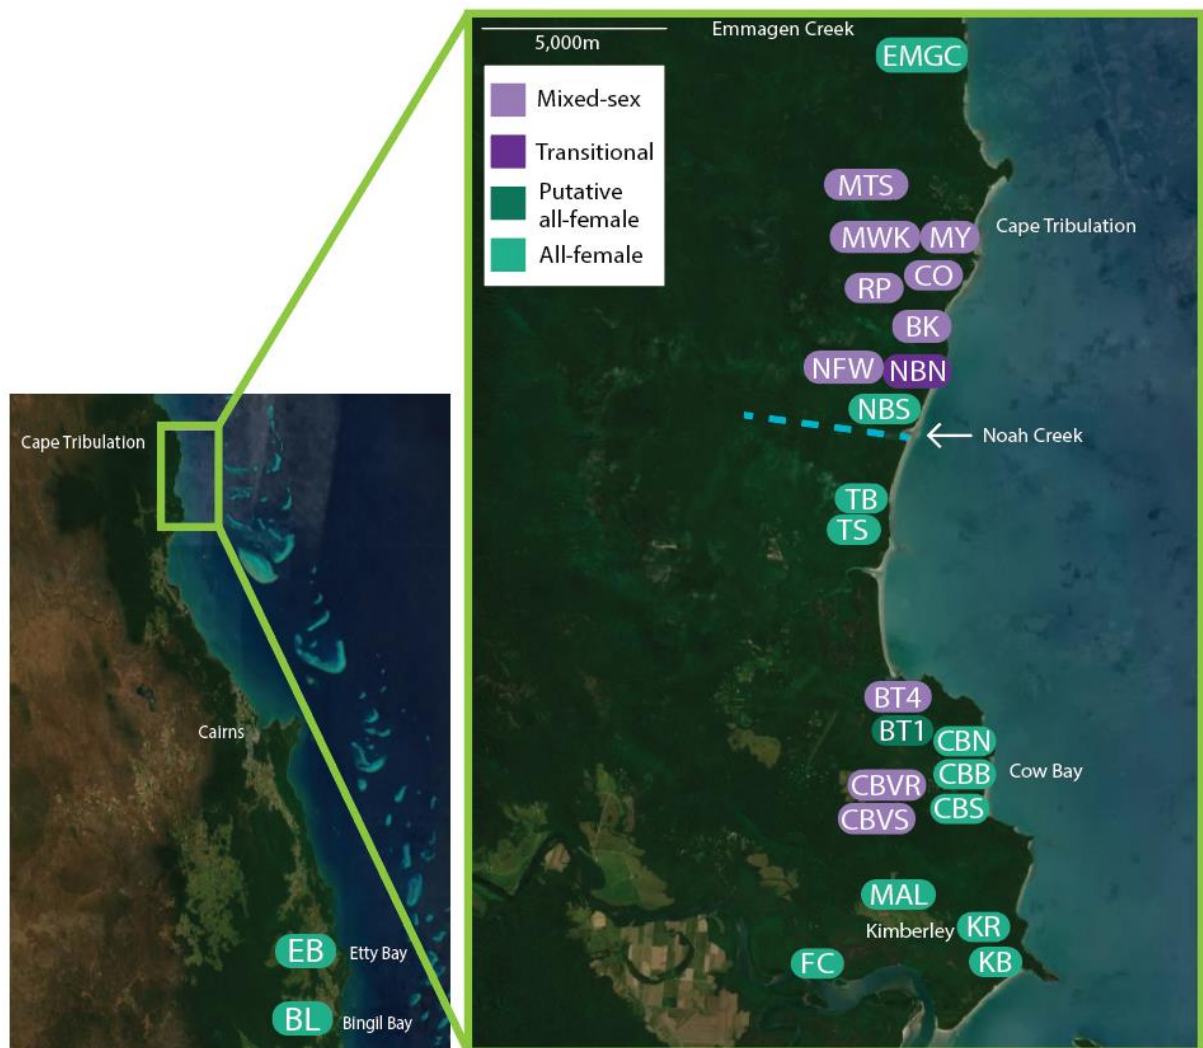 Emmagen Creek
5,000m
EMGC
Mixed-sex
Transitional
Putative
all-female
All-female
MTS
MWK
MY
Cape Tribulation
CO
RP
BK
NFW
NBN
NBS
Noah Creek
TB
TS
BT4
BT1
CBN
CBB
Cow Bay
CBVR
CBS
CBVS
MAL
Kimberley
KR
FC
KB
Cape Tribulation
Cairns
EB
Etty Bay
BL
Bingil Bay